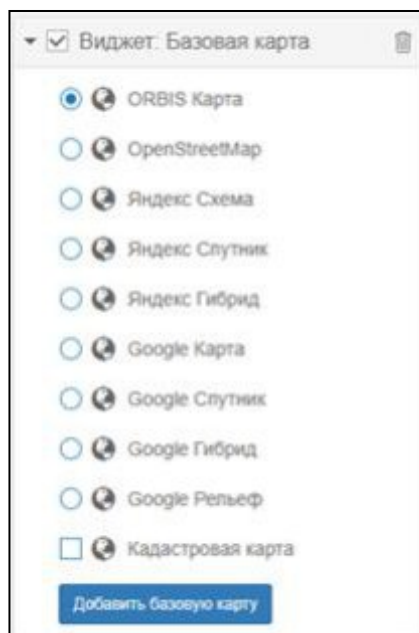 Виджет: Базовая карта
ORBIS Карта
OpenStreetMap
Яндекс Схема
Яндекс Спутник
Яндекс Гибрид
Google Карта
Google Спутник
Google Гибрид
Google Рельеф
Кадастровая карта
Добавить базовую карту